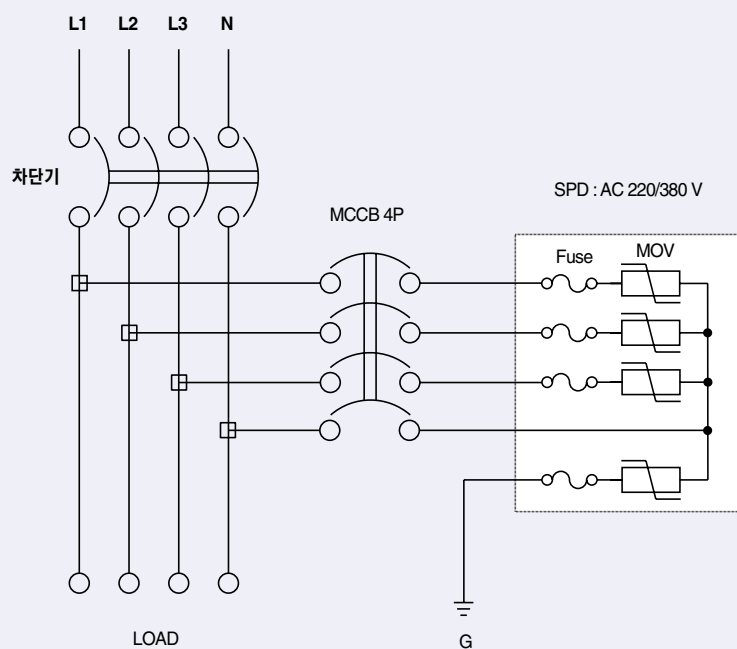 L1 L2 L3 N
차단기
MCCB 4P
SPD : AC 220/380 V
Fuse MOV
LOAD
G